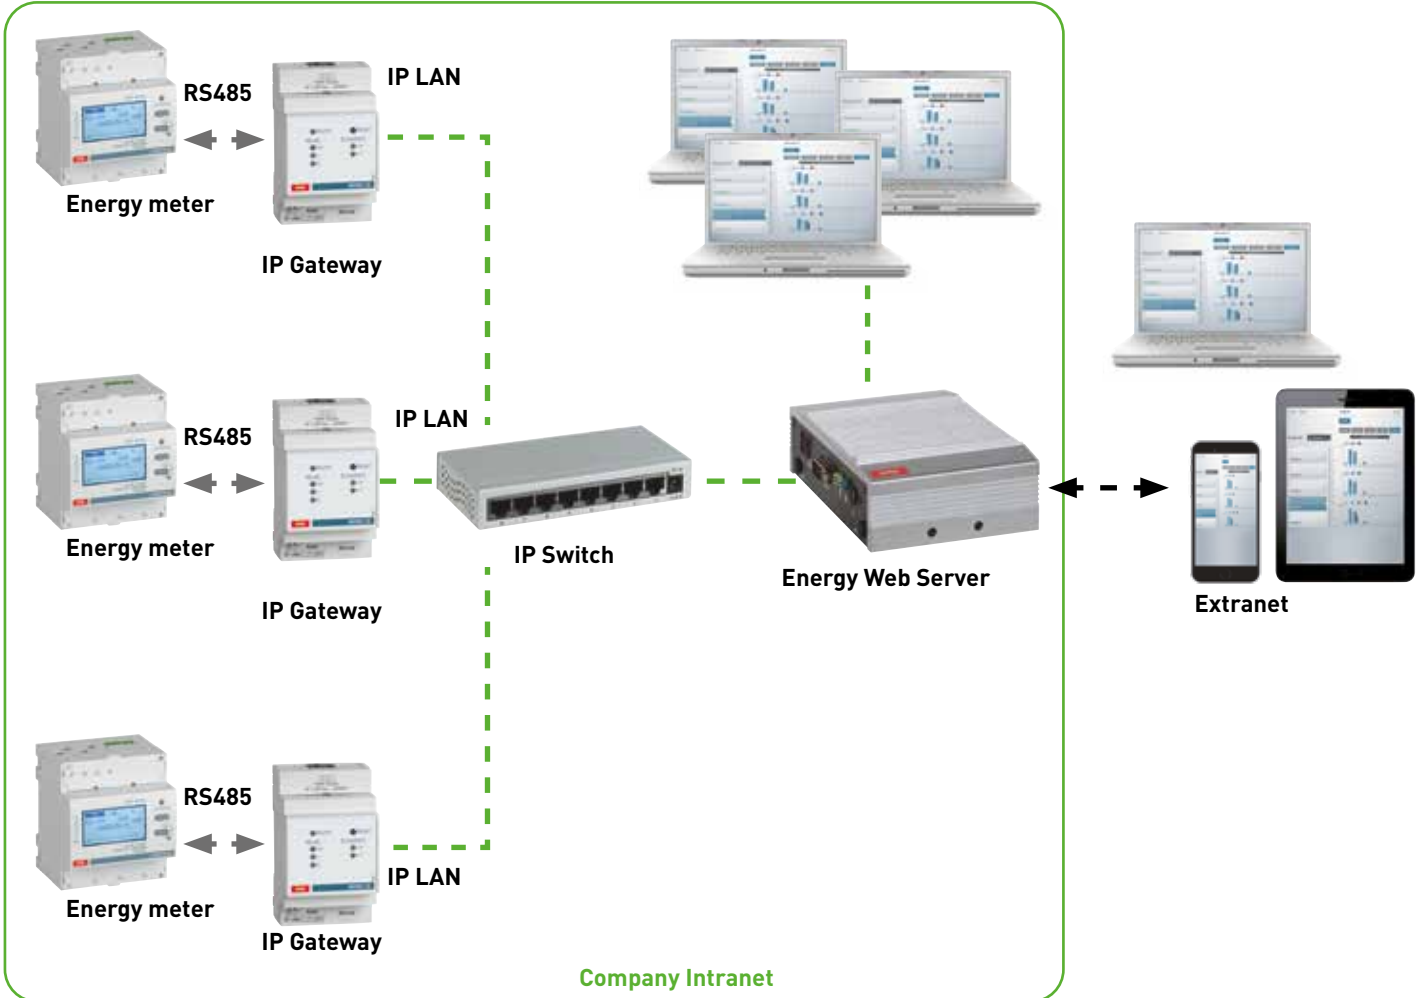 IP LAN
RS485
Energy meter
IP Gateway
IP LAN
RS485
Energy meter
IP Gateway
IP Switch
Energy Web Server
Extranet
RS485
IP LAN
Energy meter
IP Gateway
Company Intranet